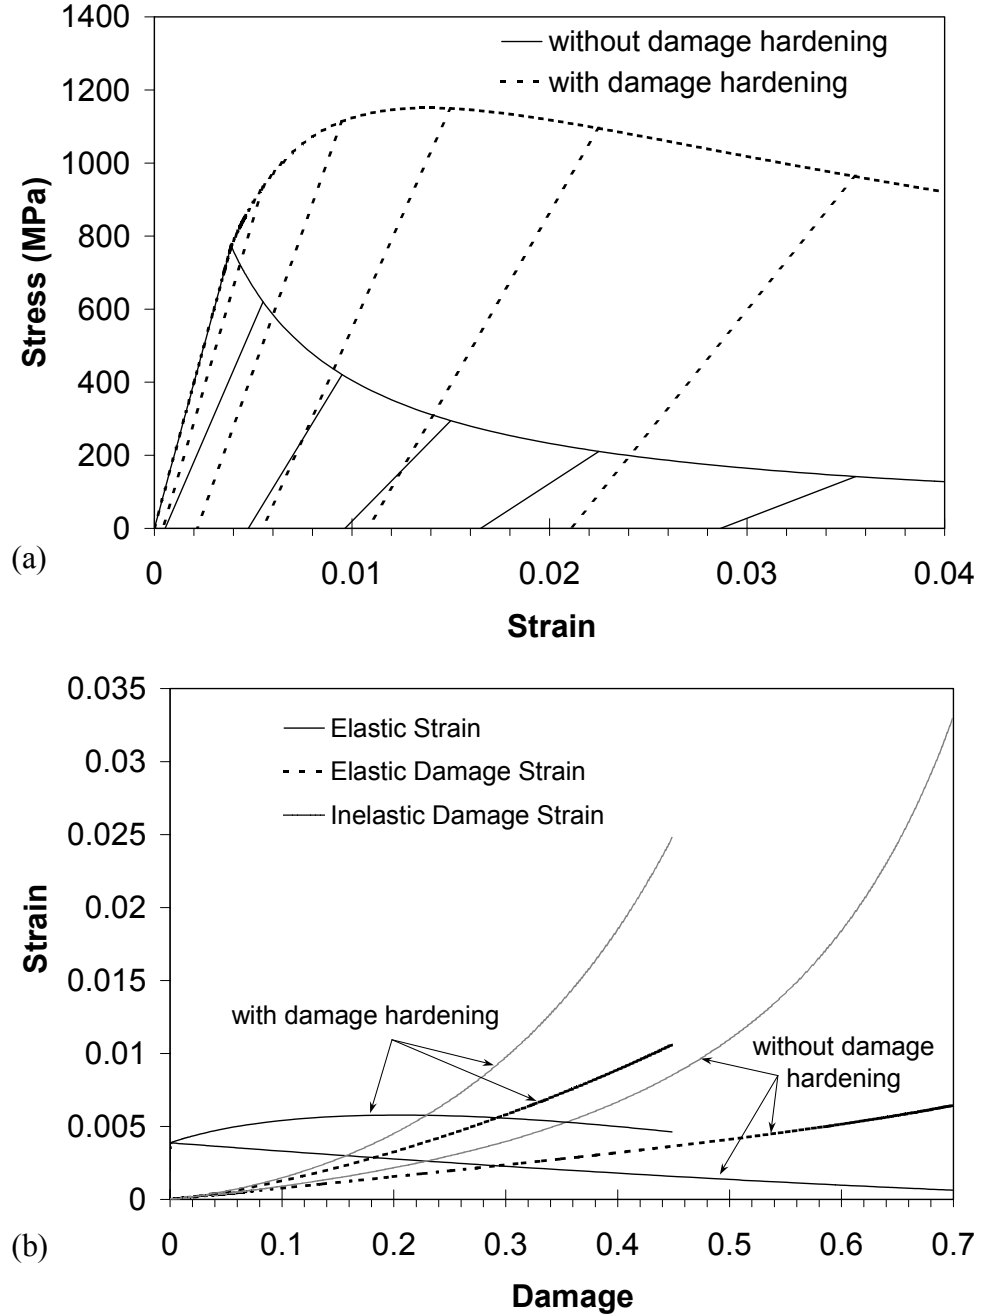 1400
1200
1000
800
600
400
200
0
Stress (MPa)
without damage hardening
with damage hardening
0 0.01 0.02 0.03 0.04
Strain
(a)
0.035
0.03
0.025
0.02
0.015
0.01
0.005
0
Strain
Elastic Strain
Elastic Damage Strain
Inelastic Damage Strain
with damage hardening
without damage
hardening
0 0.1 0.2 0.3 0.4 0.5 0.6 0.7
Damage
(b)